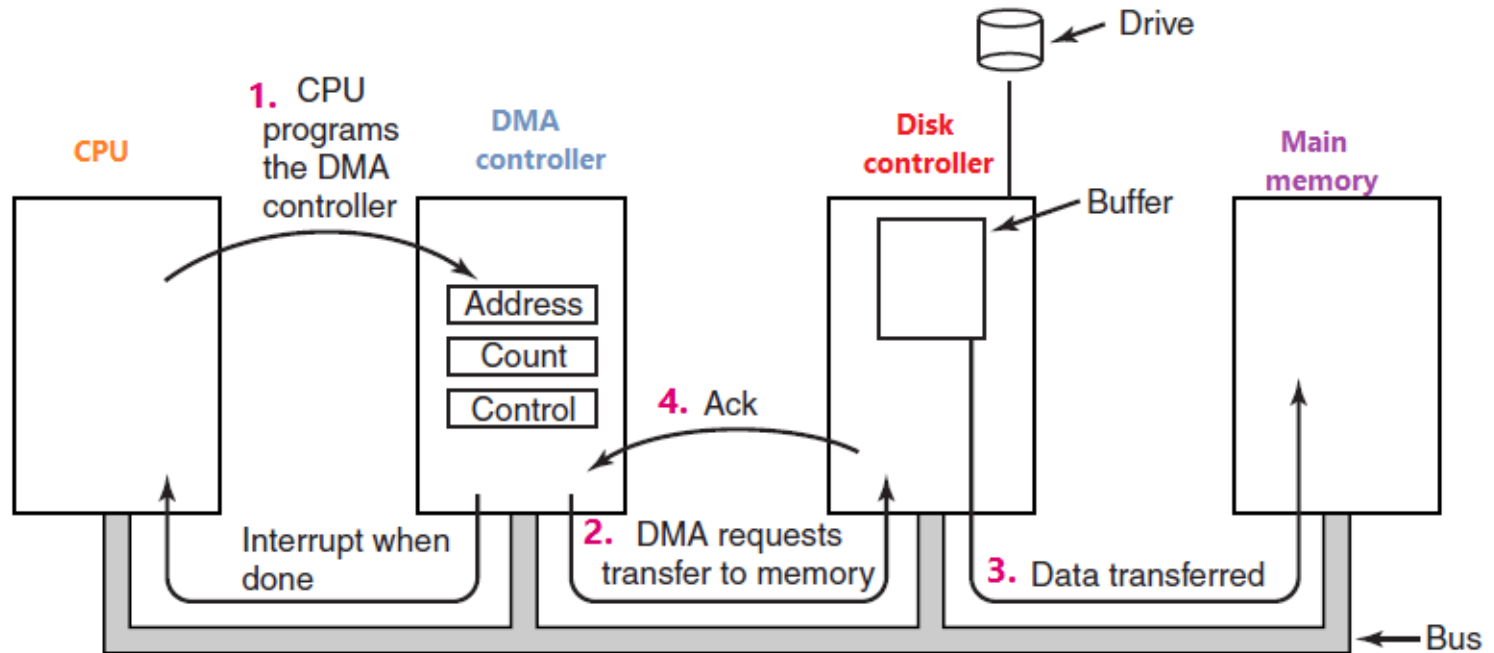 Drive
1. CPU
programs
the DMA
controller
CPU
DMA
controller
Disk
controller
Main
memory
Buffer
Address
Count
Control
4. Ack
Interrupt when
done
2. DMA requests
transfer to memory
3. Data transferred
Bus